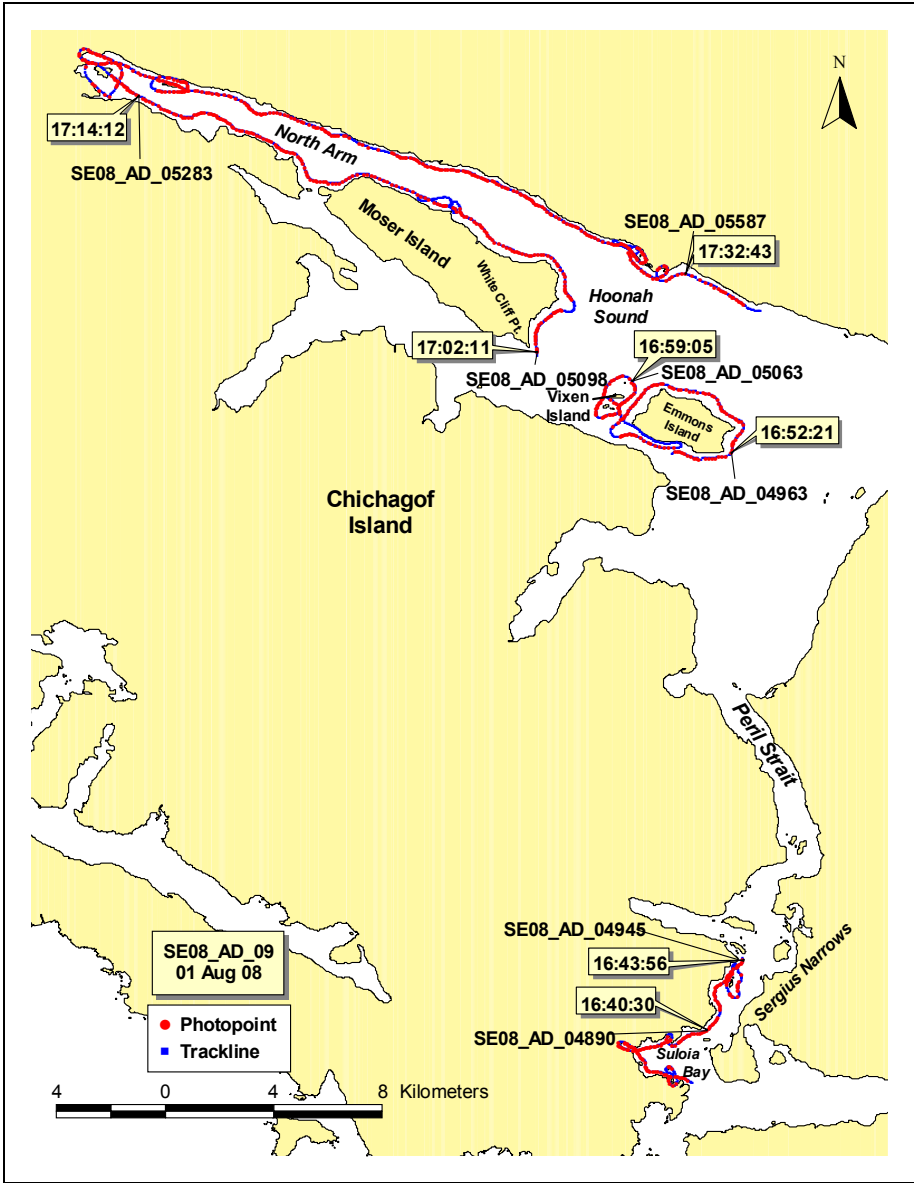 N
17:14:12
North Arm
SE08_AD_05283
Moser Island
White Cliff Pt.
SE08_AD_05587
17:32:43
Hoonah
Sound
17:02:11
16:59:05
SE08_AD_05098
SE08_AD_05063
Vixen
Island
Emmons
Island
16:52:21
SE08_AD_04963
Chichagof
Island
Peril Strait
SE08_AD_04945
16:43:56
Sergius Narrows
16:40:30
SE08_AD_04890
Suloia
Bay
SE08_AD_09
01 Aug 08
Photopoint
Trackline
4 0 4 8 Kilometers